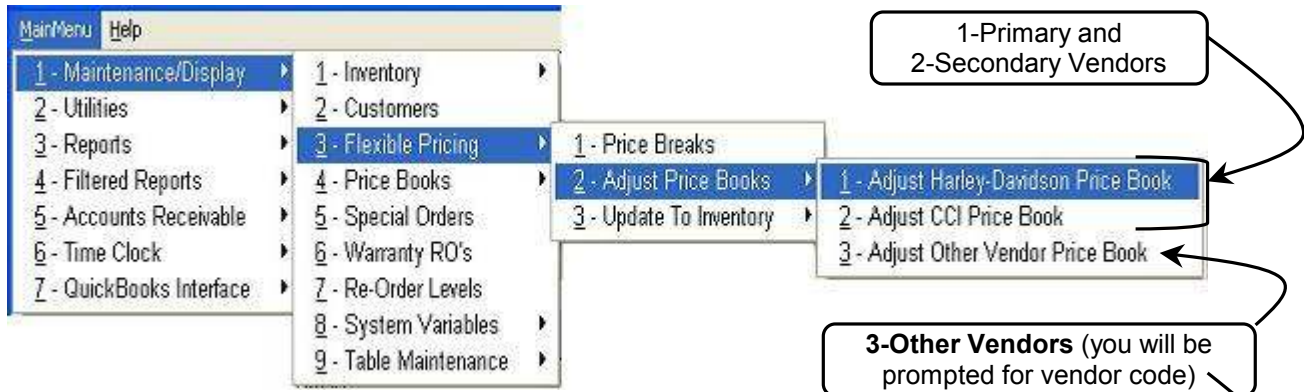 MainMenu Help
1 - Maintenance/Display
2 - Utilities
3 - Reports
4 - Filtered Reports
5 - Accounts Receivable
6 - Time Clock
7 - QuickBooks Interface
1 - Inventory
2 - Customers
3 - Flexible Pricing
4 - Price Books
5 - Special Orders
6 - Warranty RO's
7 - Re-Order Levels
8 - System Variables
9 - Table Maintenance
1 - Price Breaks
2 - Adjust Price Books
3 - Update To Inventory
1 - Adjust Harley-Davidson Price Book
2 - Adjust CCI Price Book
3 - Adjust Other Vendor Price Book
1-Primary and
2-Secondary Vendors
3-Other Vendors (you will be
prompted for vendor code)